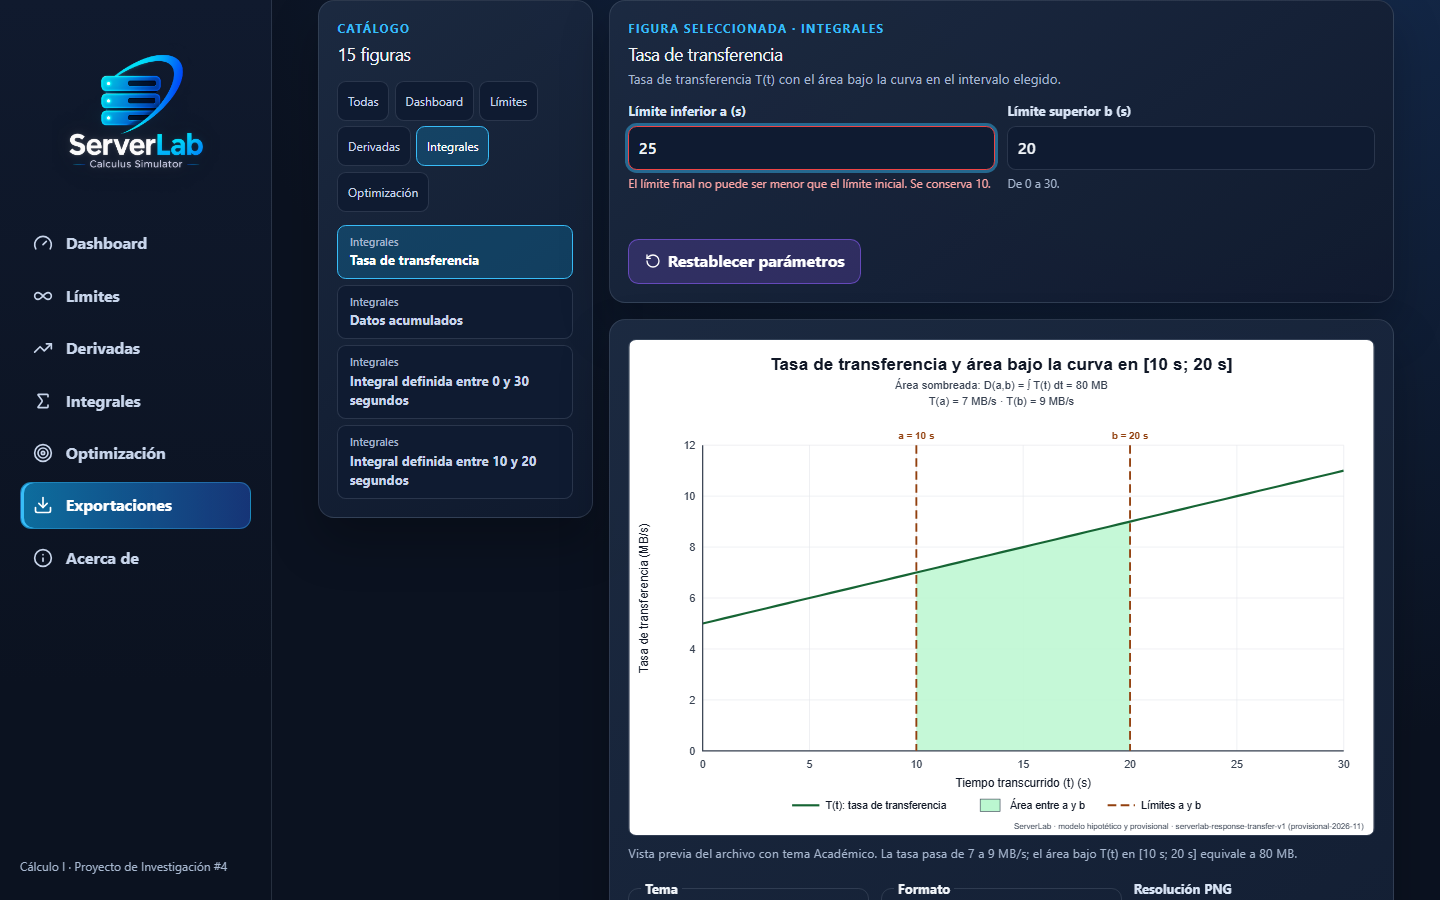 ServerLab
Calculus Simulator
Dashboard
Límites
Derivadas
Integrales
Optimización
Exportaciones
Acerca de
Cálculo I · Proyecto de Investigación #4
CATÁLOGO
15 figuras
Todas
Dashboard
Límites
Derivadas
Integrales
Optimización
Integrales
Tasa de transferencia
Integrales
Datos acumulados
Integrales
Integral definida entre 0 y 30
segundos
Integrales
Integral definida entre 10 y 20
segundos
FIGURA SELECCIONADA · INTEGRALES
Tasa de transferencia
Tasa de transferencia T(t) con el área bajo la curva en el intervalo elegido.
Límite inferior a (s)
25
El límite final no puede ser menor que el límite inicial. Se conserva 10.
Límite superior b (s)
20
De 0 a 30.
Restablecer parámetros
Tasa de transferencia y área bajo la curva en [10 s; 20 s]
Área sombreada: D(a,b) = ∫ T(t) dt = 80 MB
T(a) = 7 MB/s · T(b) = 9 MB/s
a = 10 s
b = 20 s
Tasa de transferencia (MB/s)
12
10
8
6
4
2
0
0
5
10
15
20
25
30
Tiempo transcurrido (t) (s)
T(t): tasa de transferencia
Área entre a y b
Límites a y b
ServerLab · modelo hipotético y provisional · serverlab-response-transfer-v1 (provisional-2026-11)
Vista previa del archivo con tema Académico. La tasa pasa de 7 a 9 MB/s; el área bajo T(t) en [10 s; 20 s] equivale a 80 MB.
Tema
Formato
Resolución PNG